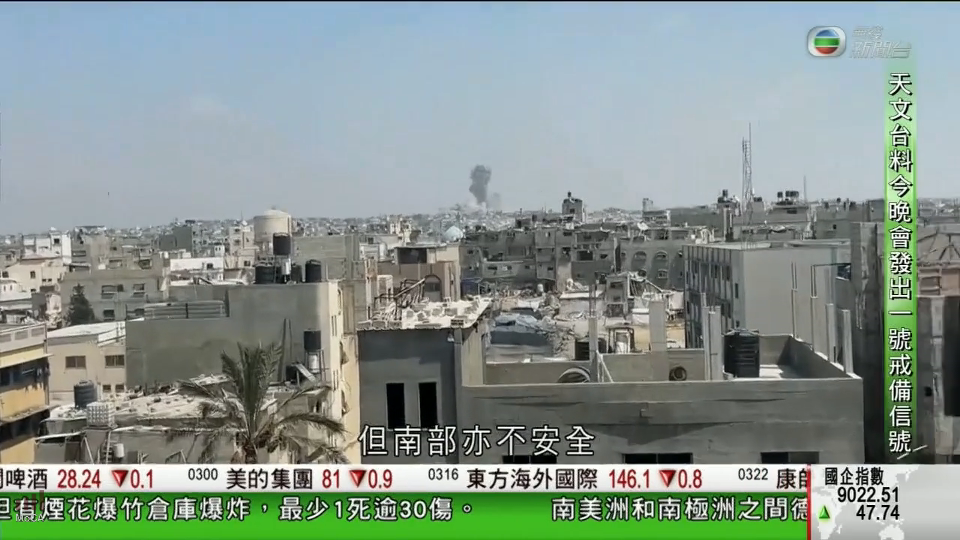 無綫新聞台
天文台料今晚會發出一號戒備信號
但南部亦不安全
啤酒 28.24 ▼0.1 0300 美的集團 81 ▼0.9 0316 東方海外國際 146.1 ▼0.8 0322 康師
國企指數
9022.51
▲ 47.74
但有煙花爆竹倉庫爆炸，最少1死逾30傷。 南美洲和南極洲之間德